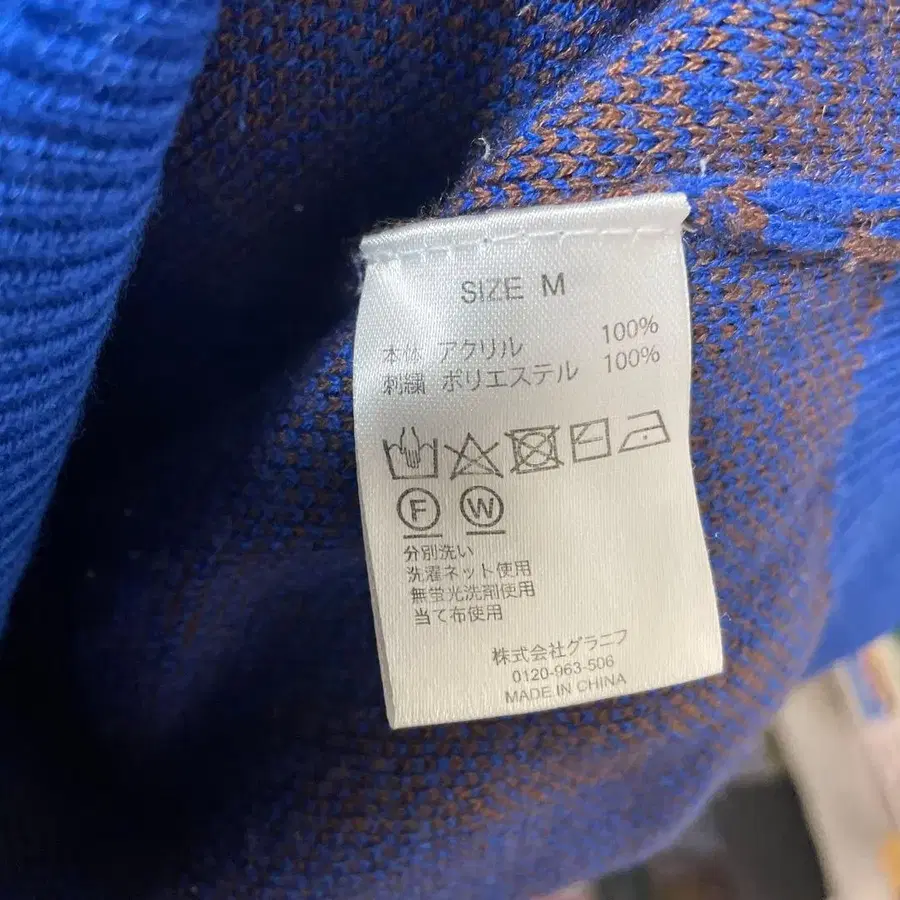 SIZE M
本体 アクリル 100%
刺繍 ポリエステル 100%
F W
分別洗い
洗濯ネット使用
無蛍光洗剤使用
当て布使用
株式会社グラニフ
0120-963-506
MADE IN CHINA